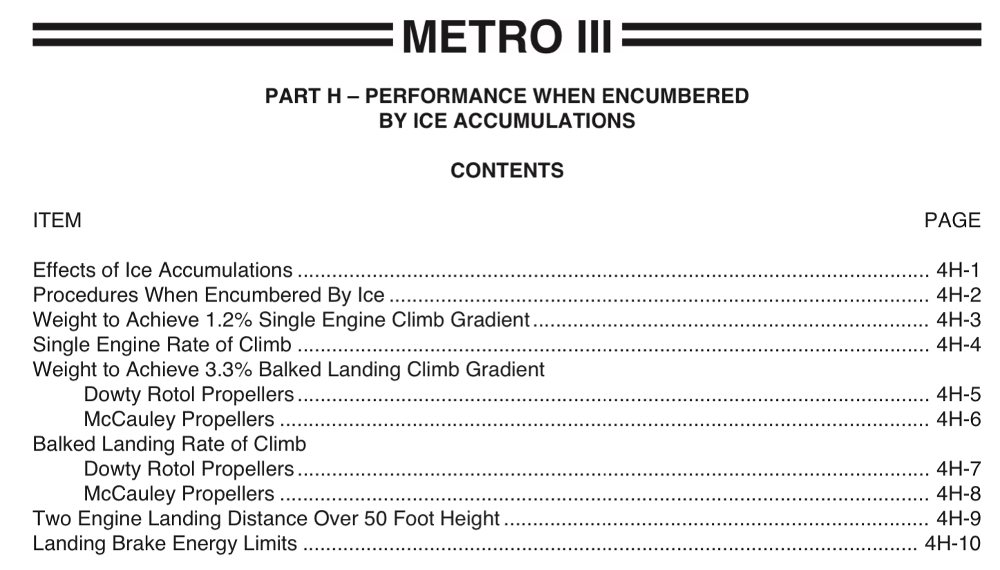 METRO III
PART H – PERFORMANCE WHEN ENCUMBERED
BY ICE ACCUMULATIONS
CONTENTS
ITEM PAGE
Effects of Ice Accumulations ........................................................................................................ 4H-1
Procedures When Encumbered By Ice ........................................................................................ 4H-2
Weight to Achieve 1.2% Single Engine Climb Gradient ................................................................ 4H-3
Single Engine Rate of Climb ........................................................................................................ 4H-4
Weight to Achieve 3.3% Balked Landing Climb Gradient
Dowty Rotol Propellers ........................................................................................................ 4H-5
McCauley Propellers ........................................................................................................ 4H-6
Balked Landing Rate of Climb
Dowty Rotol Propellers ........................................................................................................ 4H-7
McCauley Propellers ........................................................................................................ 4H-8
Two Engine Landing Distance Over 50 Foot Height .................................................................... 4H-9
Landing Brake Energy Limits ........................................................................................................ 4H-10